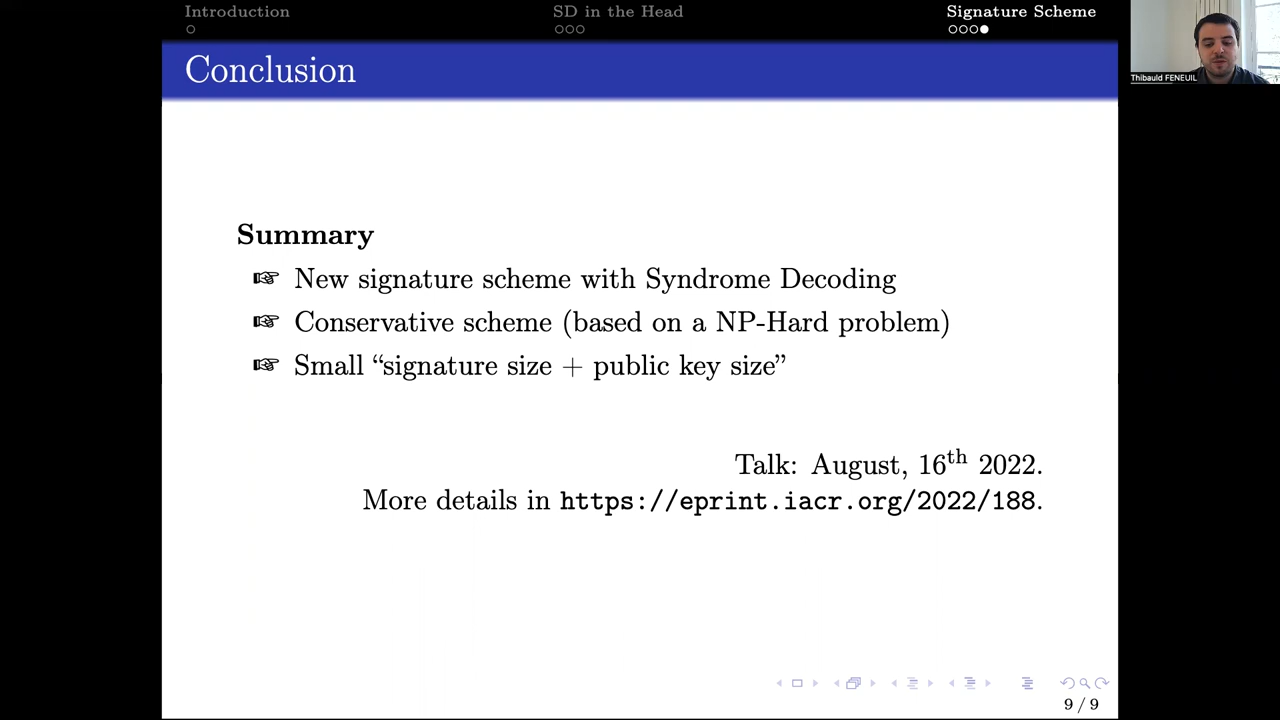 Introduction
SD in the Head
Signature Scheme
Conclusion
Thibauld FENEUIL
Summary
New signature scheme with Syndrome Decoding
Conservative scheme (based on a NP-Hard problem)
Small “signature size + public key size”
Talk: August, 16th 2022.
More details in https://eprint.iacr.org/2022/188.
9 / 9